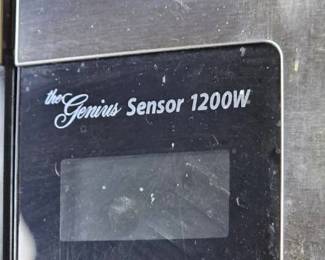 the Genius Sensor 1200W